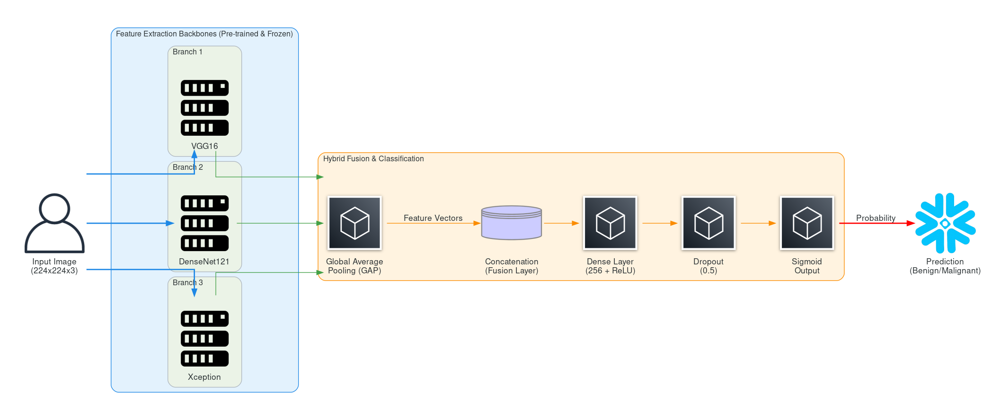 Feature Extraction Backbones (Pre-trained & Frozen)
Branch 1
VGG16
Branch 2
DenseNet121
Branch 3
Xception
Input Image
(224x224x3)
Hybrid Fusion & Classification
Global Average
Pooling (GAP)
Feature Vectors
Concatenation
(Fusion Layer)
Dense Layer
(256 + ReLU)
Dropout
(0.5)
Sigmoid
Output
Probability
Prediction
(Benign/Malignant)